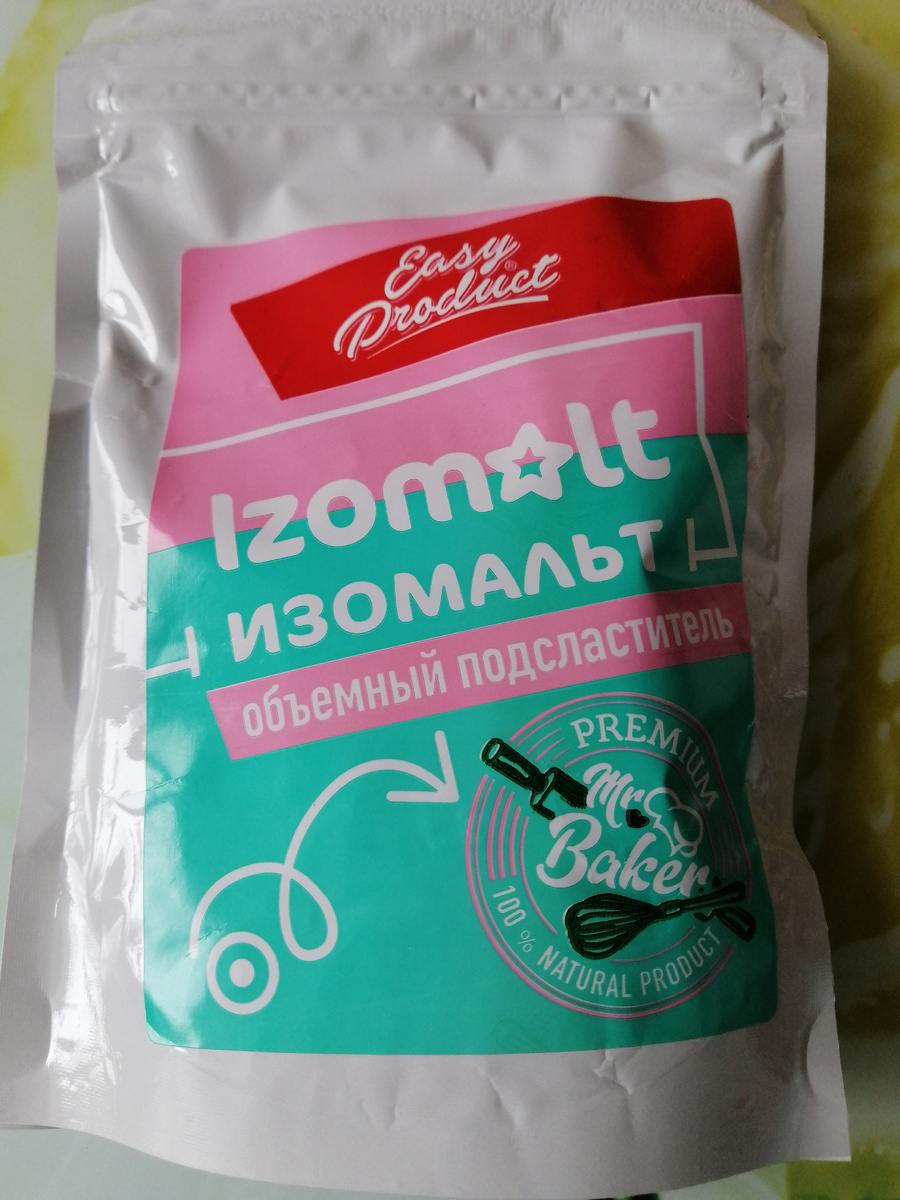 Easy
Product®
Izomalt
ИЗОМАЛЬТ
объемный подсластитель
PREMIUM
Mr.
Baker
100 % NATURAL PRODUCT